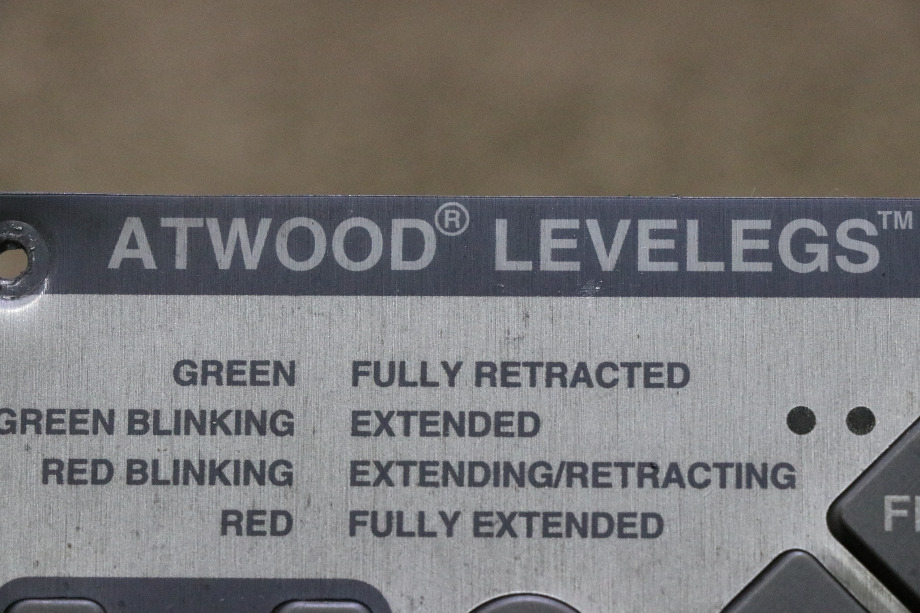 ATWOOD® LEVELEGS™
GREEN FULLY RETRACTED
GREEN BLINKING EXTENDED
RED BLINKING EXTENDING/RETRACTING
RED FULLY EXTENDED